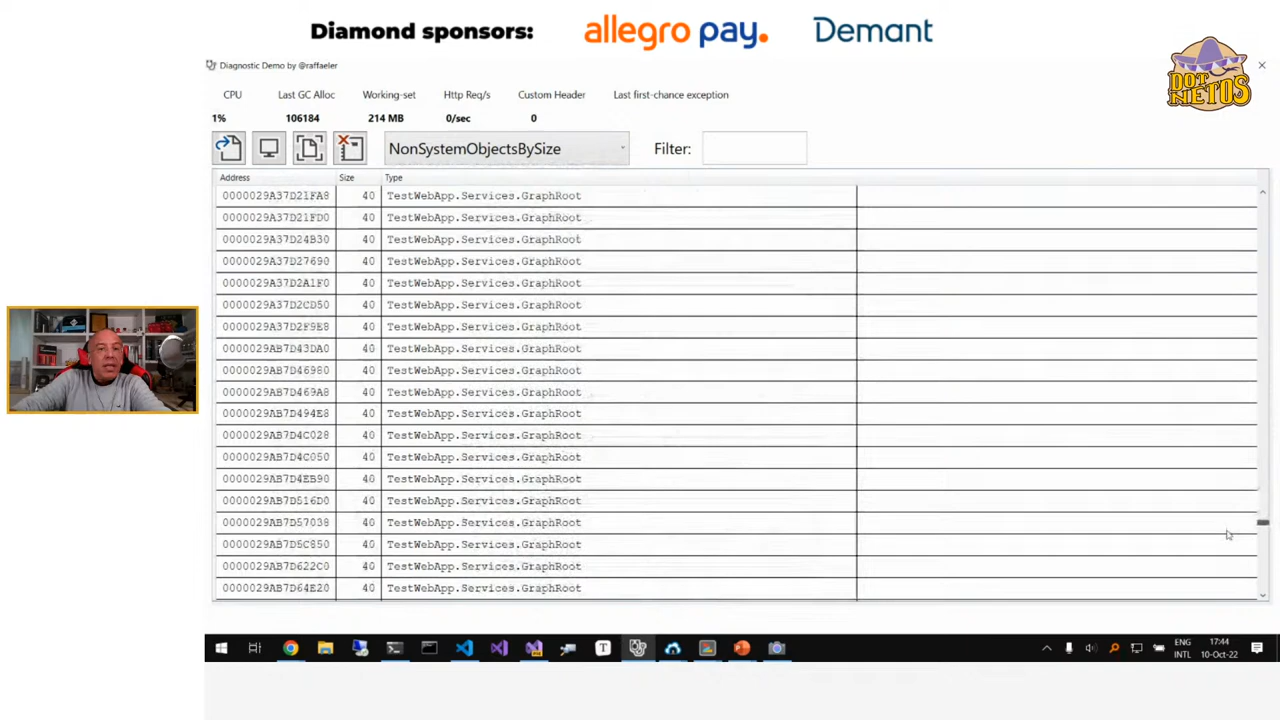 Diamond sponsors: allegro pay. Demant
DOT NETOS
Diagnostic Demo by @raffaeler
CPU Last GC Alloc Working-set Http Req/s Custom Header Last first-chance exception
1% 106184 214 MB 0/sec 0
NonSystemObjectsBySize Filter:
Address Size Type
0000029A37D21FA8 40 TestWebApp.Services.GraphRoot
0000029A37D21FD0 40 TestWebApp.Services.GraphRoot
0000029A37D24B30 40 TestWebApp.Services.GraphRoot
0000029A37D27690 40 TestWebApp.Services.GraphRoot
0000029A37D2A1F0 40 TestWebApp.Services.GraphRoot
0000029A37D2CD50 40 TestWebApp.Services.GraphRoot
0000029A37D2F9E8 40 TestWebApp.Services.GraphRoot
0000029AB7D43DA0 40 TestWebApp.Services.GraphRoot
0000029AB7D46980 40 TestWebApp.Services.GraphRoot
0000029AB7D469A8 40 TestWebApp.Services.GraphRoot
0000029AB7D494E8 40 TestWebApp.Services.GraphRoot
0000029AB7D4C028 40 TestWebApp.Services.GraphRoot
0000029AB7D4C050 40 TestWebApp.Services.GraphRoot
0000029AB7D4EB90 40 TestWebApp.Services.GraphRoot
0000029AB7D516D0 40 TestWebApp.Services.GraphRoot
0000029AB7D57038 40 TestWebApp.Services.GraphRoot
0000029AB7D5C850 40 TestWebApp.Services.GraphRoot
0000029AB7D622C0 40 TestWebApp.Services.GraphRoot
0000029AB7D64E20 40 TestWebApp.Services.GraphRoot
ENG 17:44
INTL 10-Oct-22